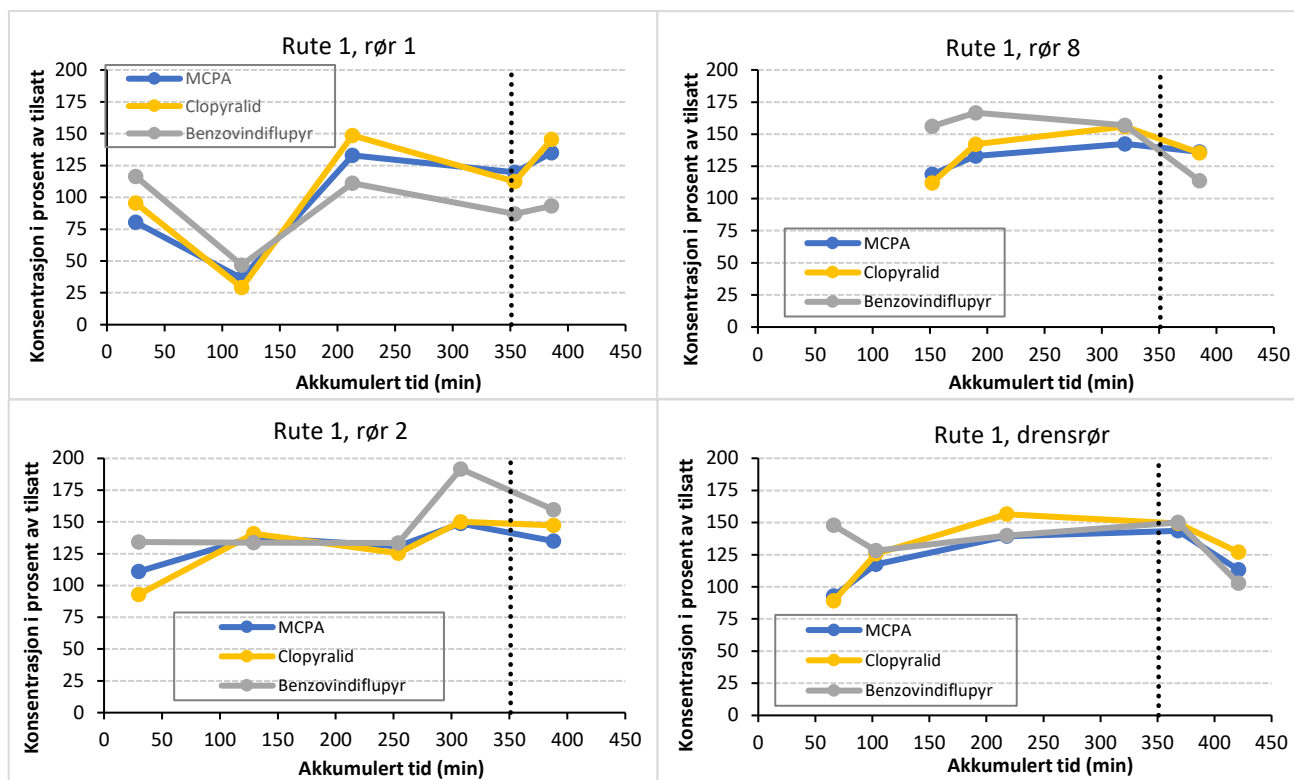 Rute 1, rør 1
Konsentrasjon i prosent av tilsatt
200
175
150
125
100
75
50
25
0
MCPA
Clopyralid
Benzovindiflupyr
0 50 100 150 200 250 300 350 400 450
Akkumulert tid (min)
Rute 1, rør 8
Konsentrasjon i prosent av tilsatt
200
175
150
125
100
75
50
25
0
MCPA
Clopyralid
Benzovindiflupyr
0 50 100 150 200 250 300 350 400 450
Akkumulert tid (min)
Rute 1, rør 2
Konsentrasjon i prosent av tilsatt
200
175
150
125
100
75
50
25
0
MCPA
Clopyralid
Benzovindiflupyr
0 50 100 150 200 250 300 350 400 450
Akkumulert tid (min)
Rute 1, drensrør
Konsentrasjon i prosent av tilsatt
200
175
150
125
100
75
50
25
0
MCPA
Clopyralid
Benzovindiflupyr
0 50 100 150 200 250 300 350 400 450
Akkumulert tid (min)